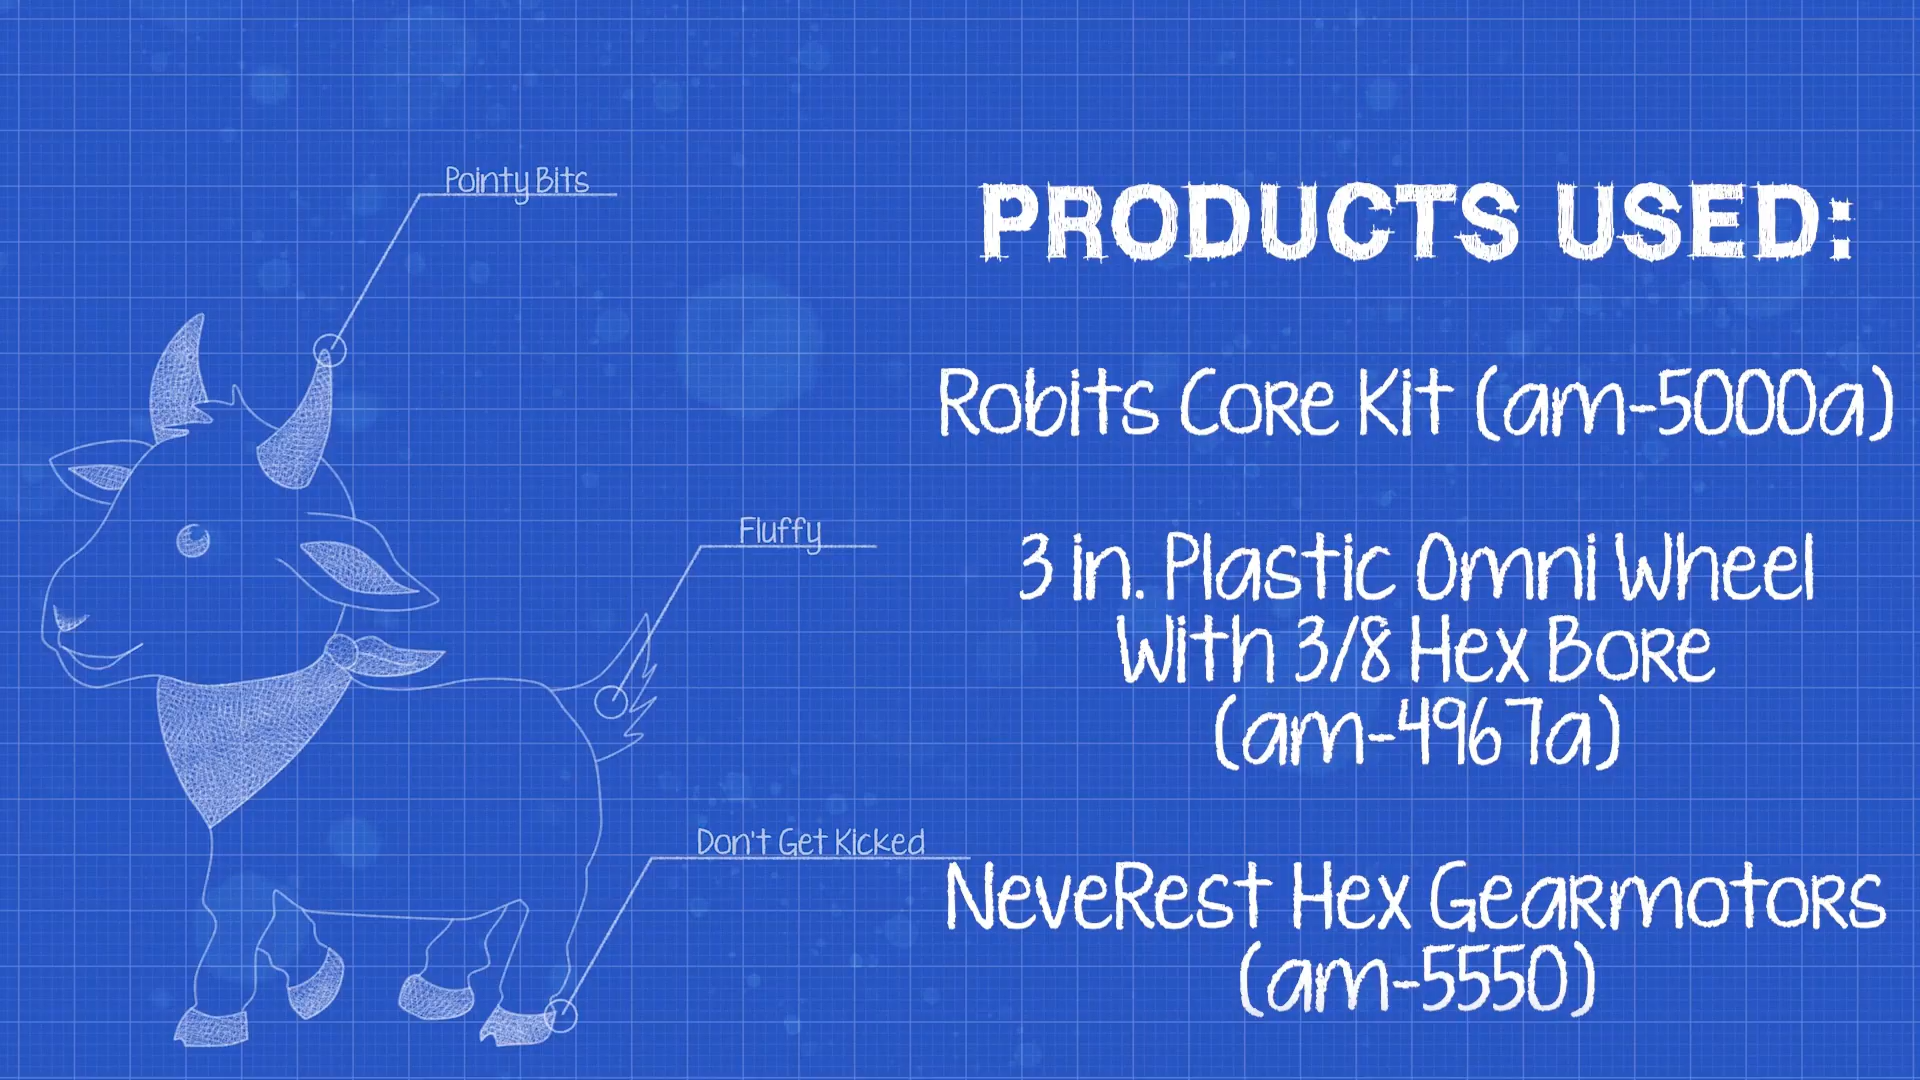 Pointy Bits
Fluffy
Don't Get Kicked
PRODUCTS USED:
Robits Core Kit (am-5000a)
3 in. Plastic Omni Wheel
With 3/8 Hex Bore
(am-4967a)
NeveRest Hex Gearmotors
(am-5550)